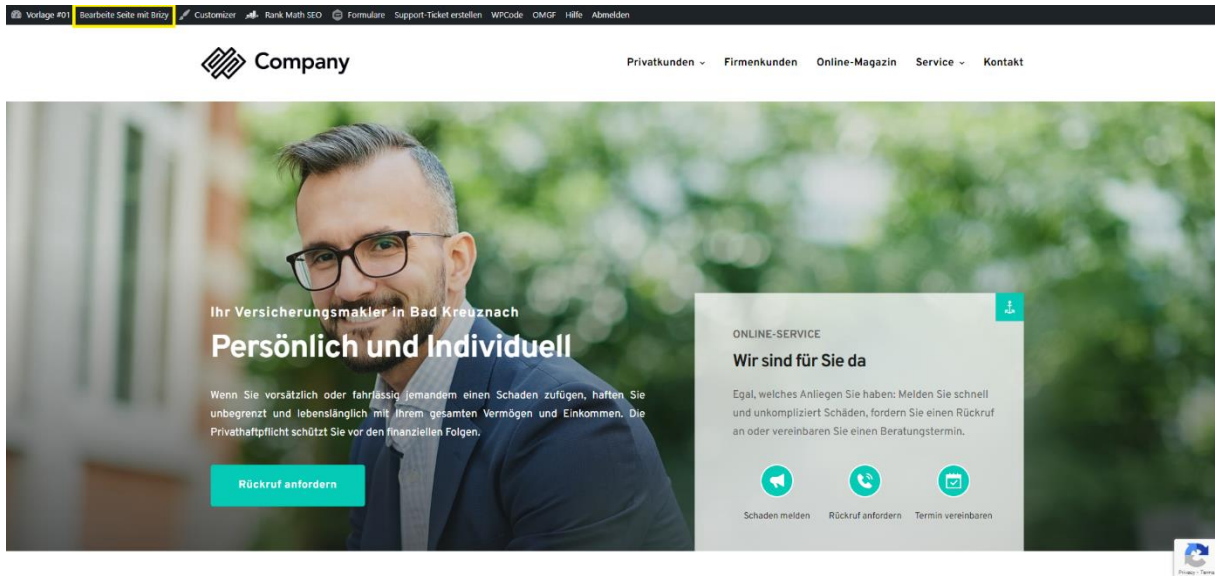 Vorlage #01 Bearbeite Seite mit Brizy Customizer Rank Math SEO Formulare Support-Ticket erstellen WPCode OMGF Hilfe Abmelden
Company
Privatkunden Firmenkunden Online-Magazin Service Kontakt
Ihr Versicherungsmakler in Bad Kreuznach
Persönlich und Individuell
Wenn Sie vorsätzlich oder fahrlässig jemandem einen Schaden zufügen, haften Sie
unbegrenzt und lebenslänglich mit Ihrem gesamten Vermögen und Einkommen. Die
Privathaftpflicht schützt Sie vor den finanziellen Folgen.
Rückruf anfordern
ONLINE-SERVICE
Wir sind für Sie da
Egal, welches Anliegen Sie haben: Melden Sie schnell
und unkompliziert Schäden, fordern Sie einen Rückruf
an oder vereinbaren Sie einen Beratungstermin.
Schaden melden Rückruf anfordern Termin vereinbaren
Privacy - Terms